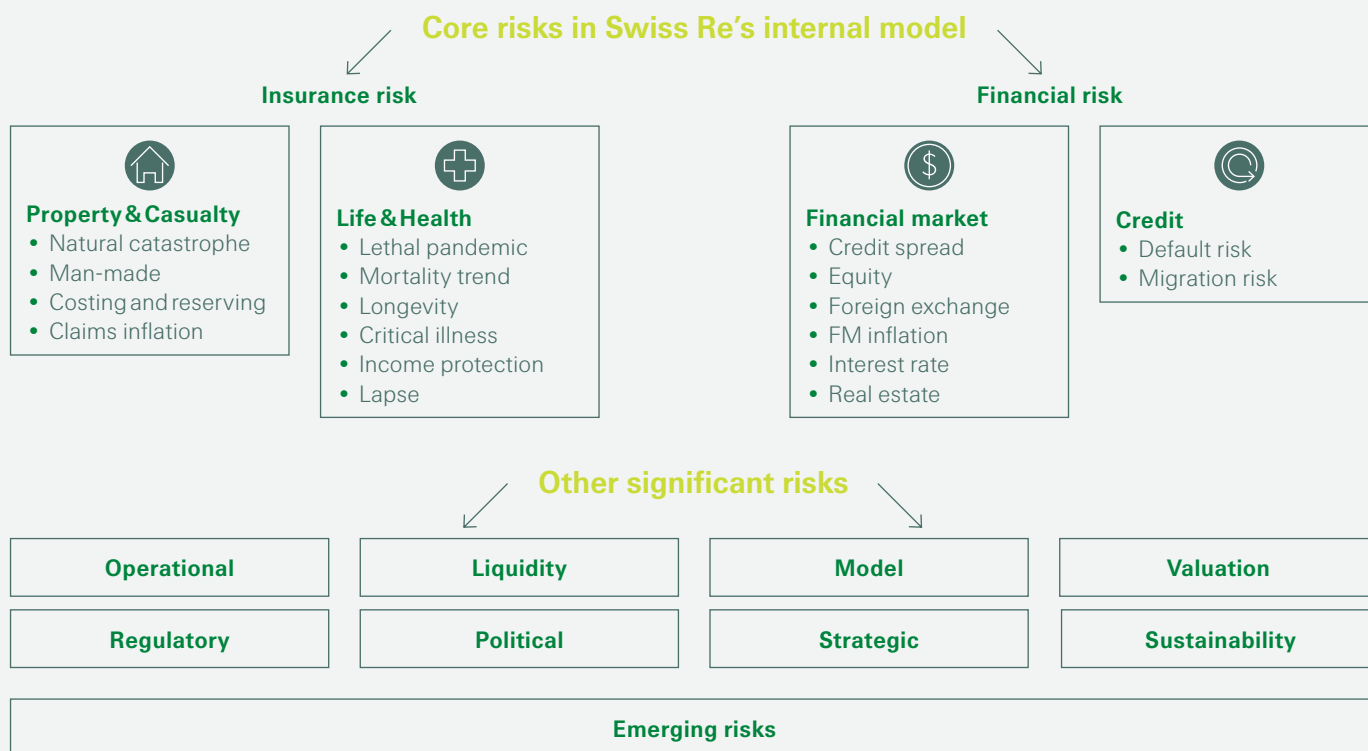 Core risks in Swiss Re's internal model
Insurance risk
Property & Casualty
• Natural catastrophe
• Man-made
• Costing and reserving
• Claims inflation
Life & Health
• Lethal pandemic
• Mortality trend
• Longevity
• Critical illness
• Income protection
• Lapse
Financial risk
$
Financial market
• Credit spread
• Equity
• Foreign exchange
• FM inflation
• Interest rate
• Real estate
Credit
• Default risk
• Migration risk
Other significant risks
Operational
Liquidity
Model
Valuation
Regulatory
Political
Strategic
Sustainability
Emerging risks